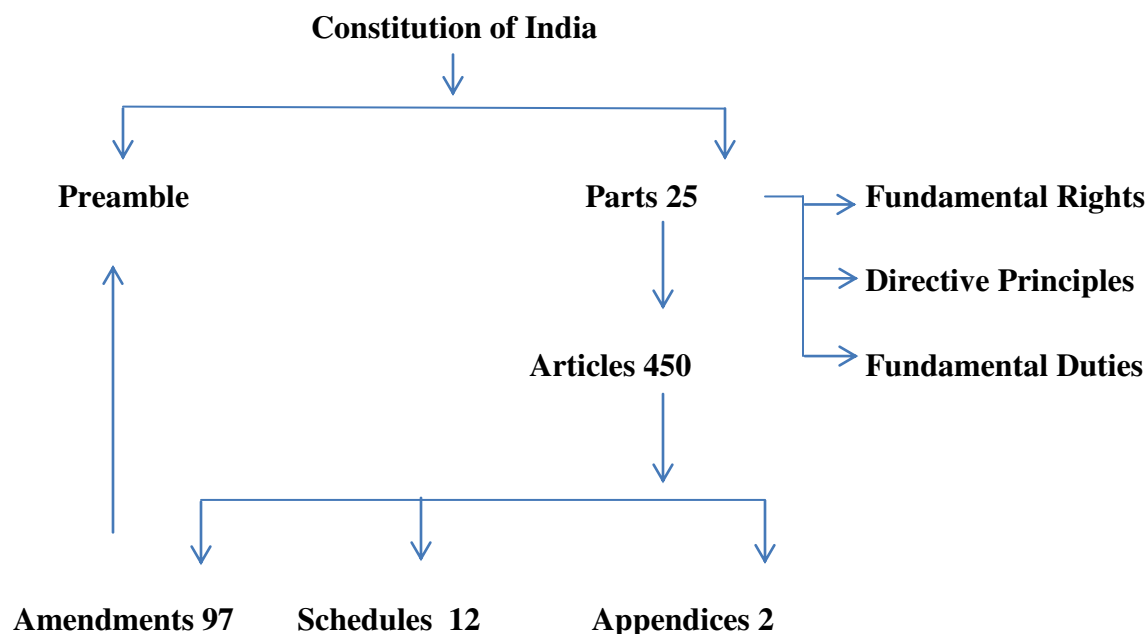 Constitution of India
Preamble
Parts 25
Fundamental Rights
Directive Principles
Articles 450
Fundamental Duties
Amendments 97
Schedules 12
Appendices 2